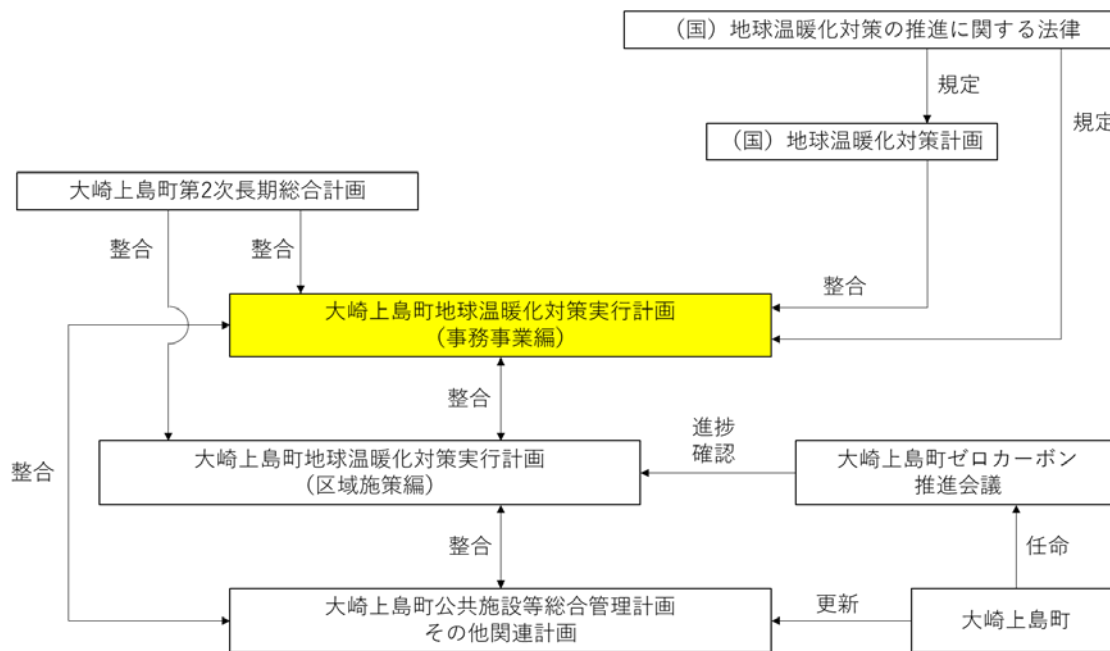 （国）地球温暖化対策の推進に関する法律
規定
規定
（国）地球温暖化対策計画
大崎上島町第2次長期総合計画
整合
整合
整合
大崎上島町地球温暖化対策実行計画
（事務事業編）
整合
進捗
確認
整合
大崎上島町地球温暖化対策実行計画
（区域施策編）
大崎上島町ゼロカーボン
推進会議
整合
任命
大崎上島町公共施設等総合管理計画
その他関連計画
更新
大崎上島町